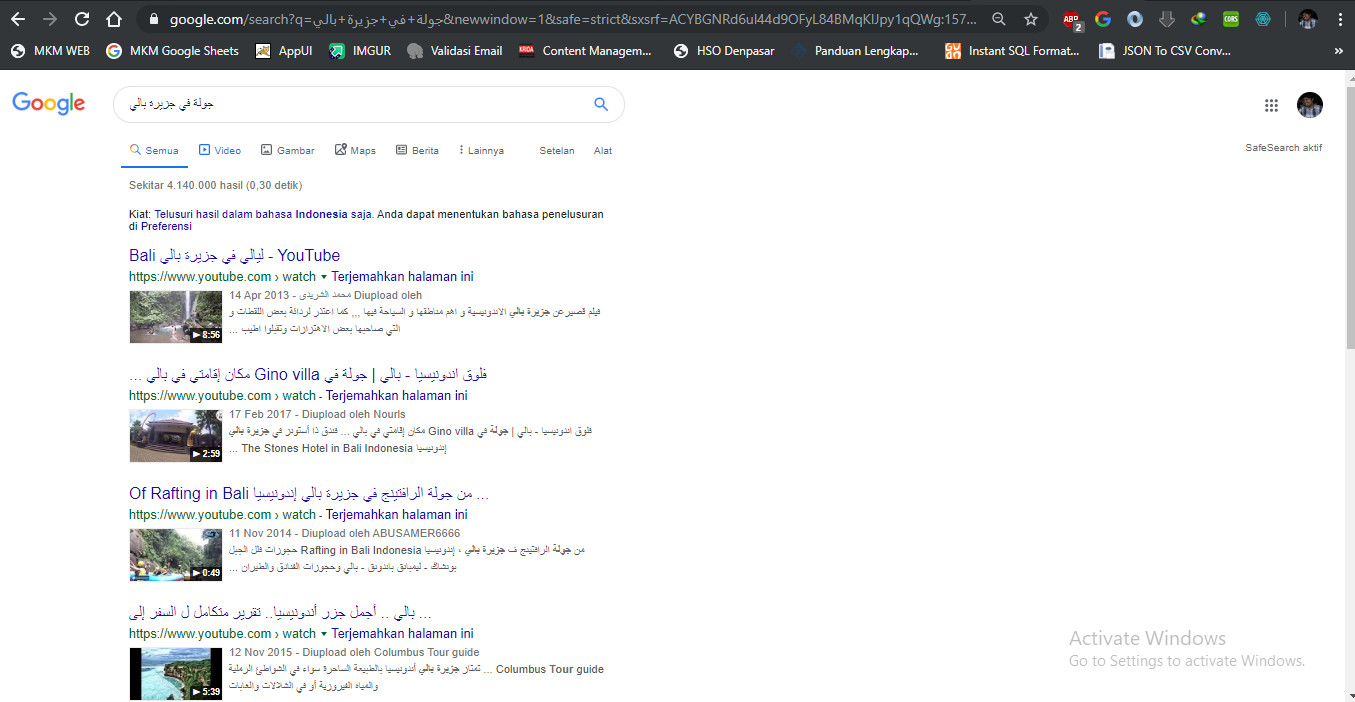 google.com/search?q=جولة+في+جزيرة+بالي&newwindow=1&safe=strict&sxsrf=ACYBGNRd6ul44d9OFyL84BMqKlJpy1qQWg:157...
ABP
2
CORS
MKM WEB
MKM Google Sheets
AppUI
IMGUR
Validasi Email
KRIDA
Content Managem...
HSO Denpasar
Panduan Lengkap...
Instant SQL Format...
JSON To CSV Conv...
»
Google
جولة في جزيرة بالي
Semua
Video
Gambar
Maps
Berita
Lainnya
Setelan
Alat
SafeSearch aktif
Sekitar 4.140.000 hasil (0,30 detik)
Kiat: Telusuri hasil dalam bahasa Indonesia saja. Anda dapat menentukan bahasa penelusuran
di Preferensi
Bali ليالي في جزيرة بالي - YouTube
https://www.youtube.com › watch ▾ Terjemahkan halaman ini
14 Apr 2013 - محمد الشريدى Diupload oleh
فيلم قصيرعن جزيرة بالي الاندونيسية و اهم مناطقها و السياحة فيها ,,, كما اعتذر لردائة بعض اللقطات و
التي صاحبها بعض الاهتزازات وتقبلوا اطيب ...
8:56
فلوق اندونيسيا - بالي | جولة في Gino villa مكان إقامتي في بالي ...
https://www.youtube.com › watch - Terjemahkan halaman ini
17 Feb 2017 - Diupload oleh Nourls
فلوق اندونيسيا - بالي | جولة في Gino villa مكان إقامتي في بالي ... فندق ذا أستونز في جزيرة بالي
إندونيسيا The Stones Hotel in Bali Indonesia ...
2:59
Of Rafting in Bali من جولة الرافتينج في جزيرة بالي إندونيسيا ...
https://www.youtube.com › watch - Terjemahkan halaman ini
11 Nov 2014 - Diupload oleh ABUSAMER6666
من جولة الرافتينج ف جزيرة بالي ، إندونيسيا Rafting in Bali Indonesia حجوزات فلل الجبل
بونشاك - ليمبانق باندونق - بالي وحجوزات الفنادق والطيران ...
0:49
بالي .. أجمل جزر أندونيسيا.. تقرير متكامل ل السفر إلى ...
https://www.youtube.com › watch ▾ Terjemahkan halaman ini
12 Nov 2015 - Diupload oleh Columbus Tour guide
Columbus Tour guide ... تمتاز جزيرة بالي أندونيسيا بالطبيعة الساحرة سواء في الشواطئ الرملية
والمياه الفيروزية أو في الشلالات والغابات
5:39
Activate Windows
Go to Settings to activate Windows.